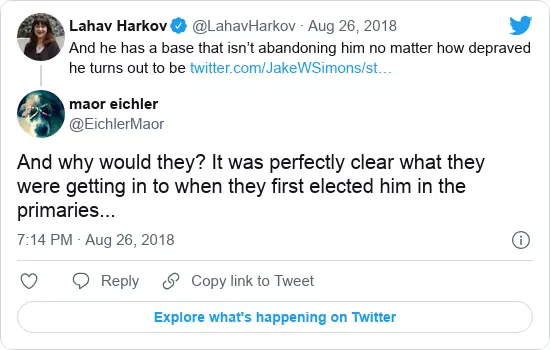 Lahav Harkov @LahavHarkov · Aug 26, 2018
And he has a base that isn’t abandoning him no matter how depraved
he turns out to be twitter.com/JakeWSimons/st…
maor eichler
@EichlerMaor
And why would they? It was perfectly clear what they
were getting in to when they first elected him in the
primaries...
7:14 PM · Aug 26, 2018
Reply Copy link to Tweet
Explore what's happening on Twitter